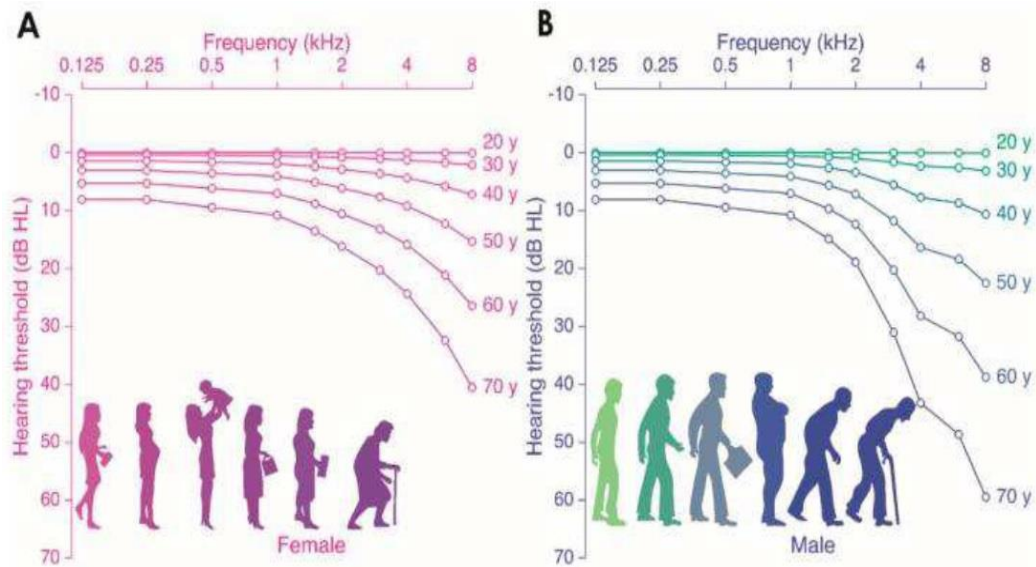 A
Frequency (kHz)
0.125 0.25 0.5 1 2 4 8
Hearing threshold (dB HL)
-10
0
10
20
30
40
50
60
70
20 y
30 y
40 y
50 y
60 y
70 y
Female
B
Frequency (kHz)
0.125 0.25 0.5 1 2 4 8
Hearing threshold (dB HL)
-10
0
10
20
30
40
50
60
70
20 y
30 y
40 y
50 y
60 y
70 y
Male